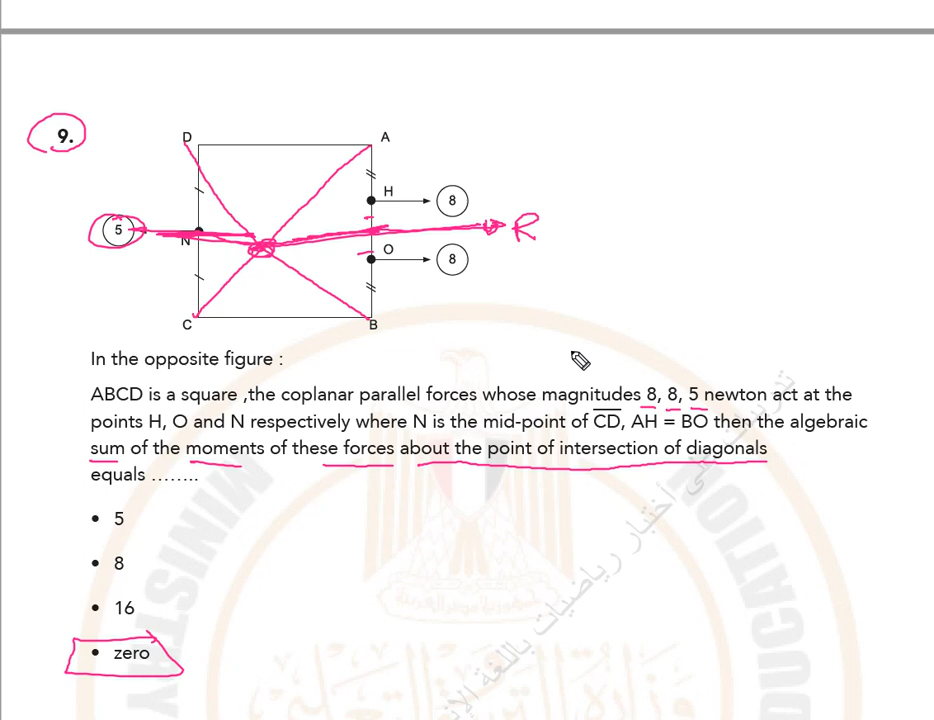 9.
D
A
H
8
5
N
R
O
8
C
B
In the opposite figure :
ABCD is a square ,the coplanar parallel forces whose magnitudes 8, 8, 5 newton act at the
points H, O and N respectively where N is the mid-point of CD, AH = BO then the algebraic
sum of the moments of these forces about the point of intersection of diagonals
equals ........
• 5
• 8
• 16
• zero
MINISTRY